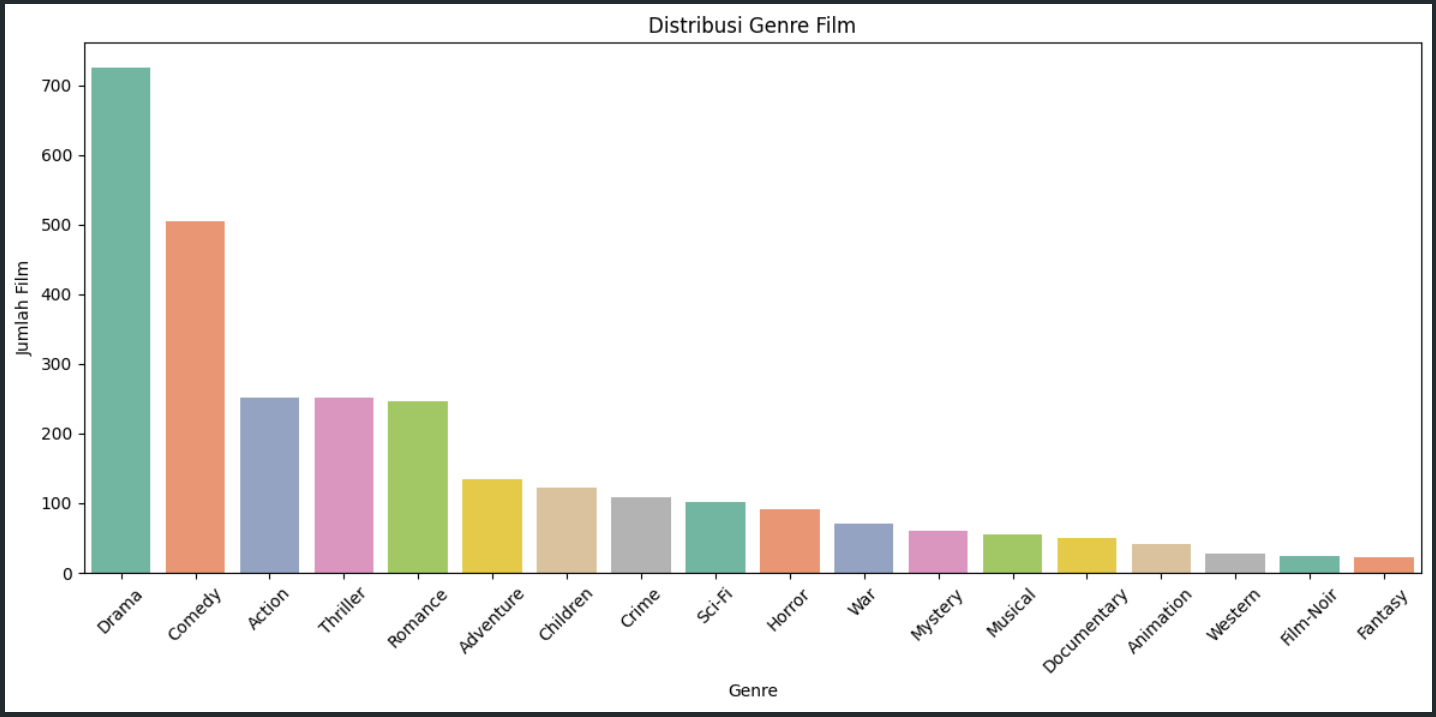 Distribusi Genre Film
Jumlah Film
700
600
500
400
300
200
100
0
Drama
Comedy
Action
Thriller
Romance
Adventure
Children
Crime
Sci-Fi
Horror
War
Mystery
Musical
Documentary
Animation
Western
Film-Noir
Fantasy
Genre